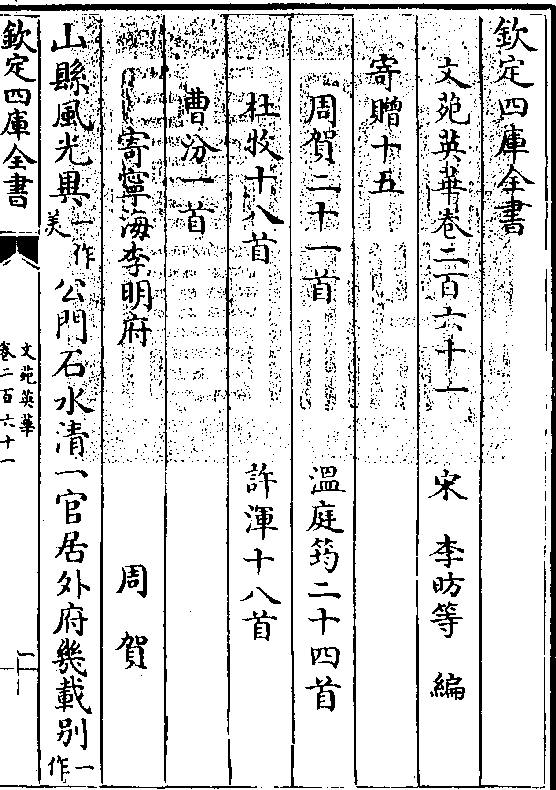 欽定四庫全書
文苑英華卷二百六十一 宋 李昉等 編
寄贈十五
周賀二十一首 溫庭筠二十四首
杜牧十八首 許渾十八首
曹汾一首
寄寧海李明府 周賀
山縣風光異一作美公門石水清一官居外府幾載別一作
欽定四庫全書
文苑英華
卷二百六十一